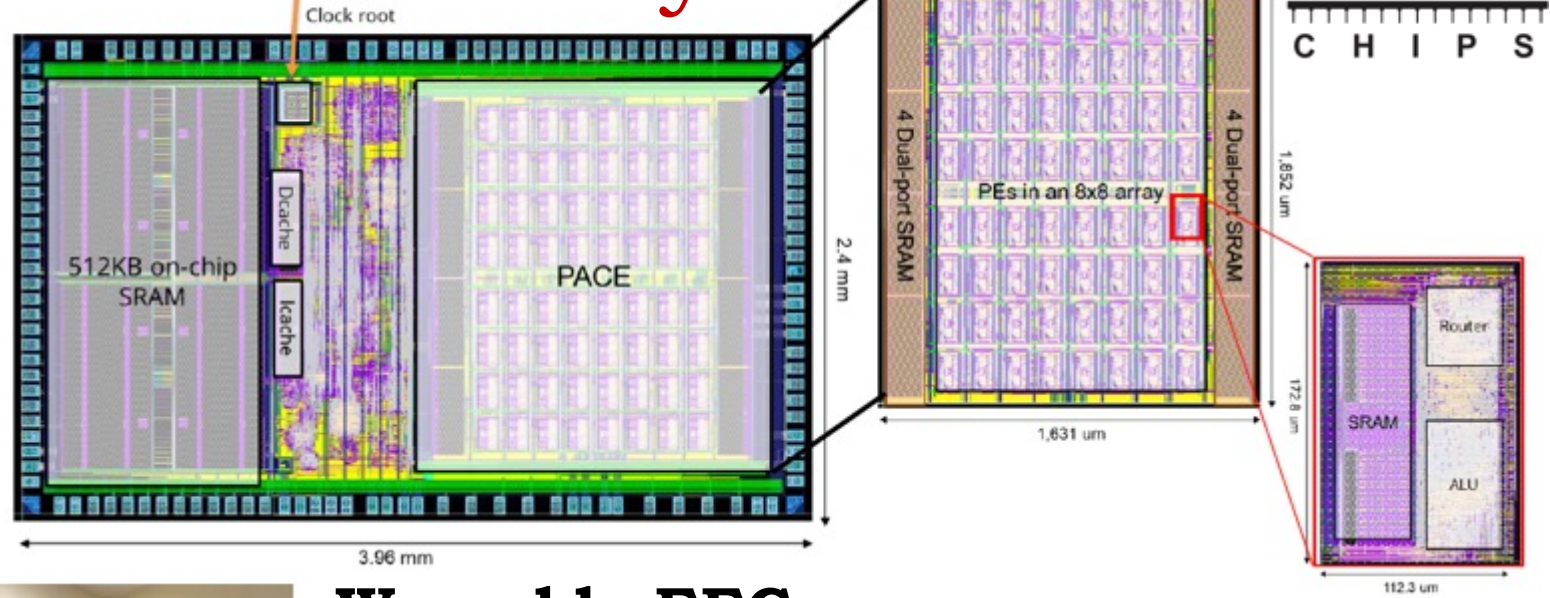 Clock root
y
C H I P S
512KB on-chip
SRAM
Dcache
Icache
PACE
2.4 mm
3.96 mm
4 Dual-port SRAM
PEs in an 8x8 array
4 Dual-port SRAM
1,852 um
1,631 um
Router
SRAM
ALU
172.8 um
112.3 um